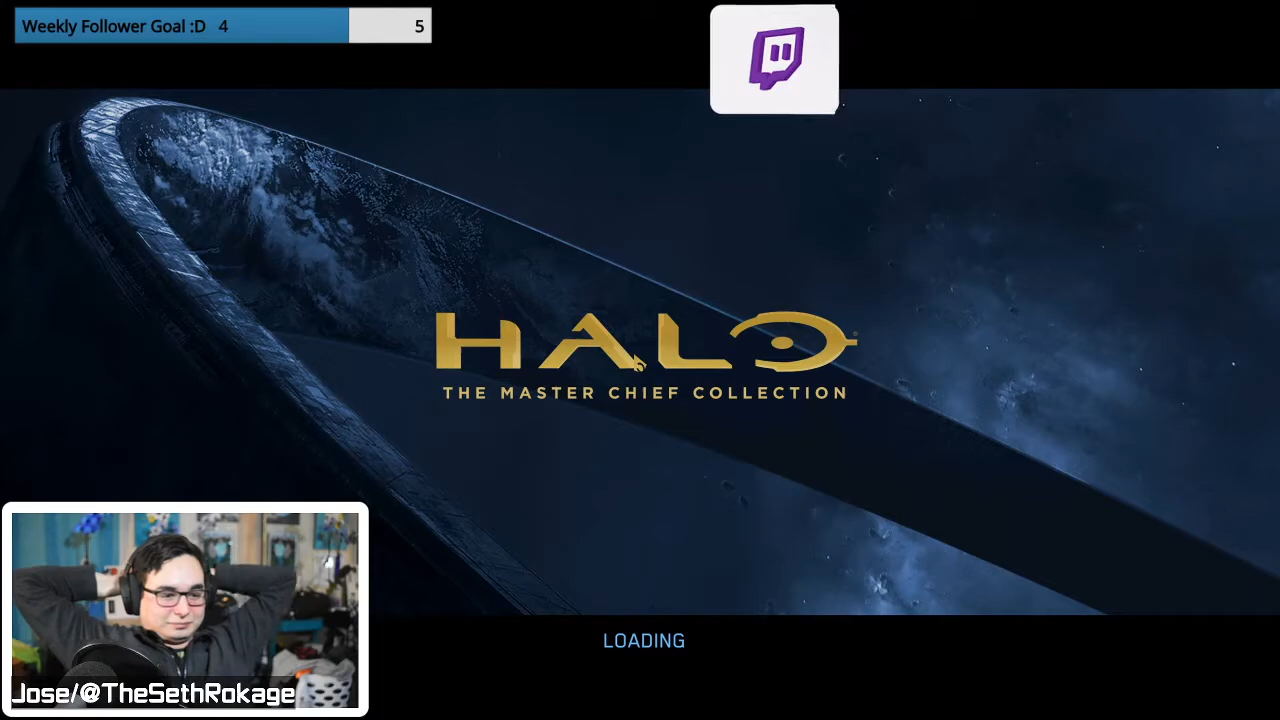 Weekly Follower Goal :D 4 5
HALO
THE MASTER CHIEF COLLECTION
LOADING
Jose/@TheSethRokage